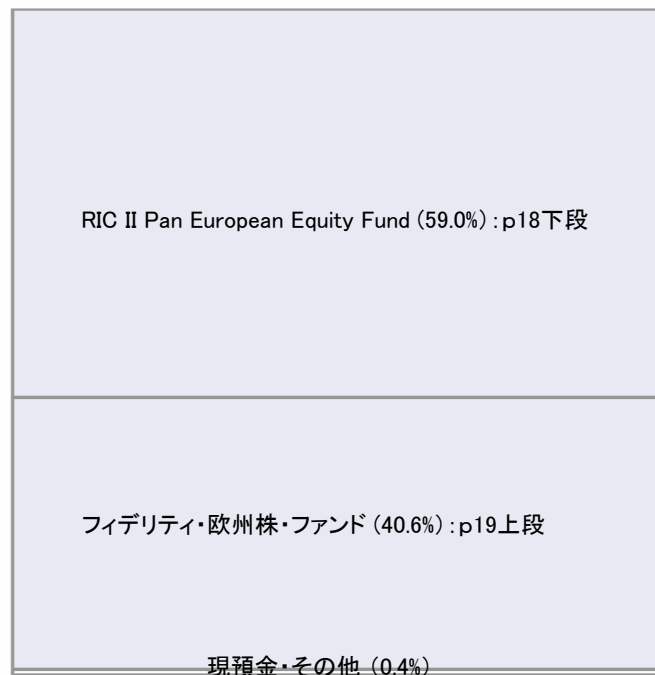 RIC II Pan European Equity Fund (59.0%):p18下段
フィデリティ・欧州株・ファンド (40.6%):p19上段
現預金・その他 (0.4%)